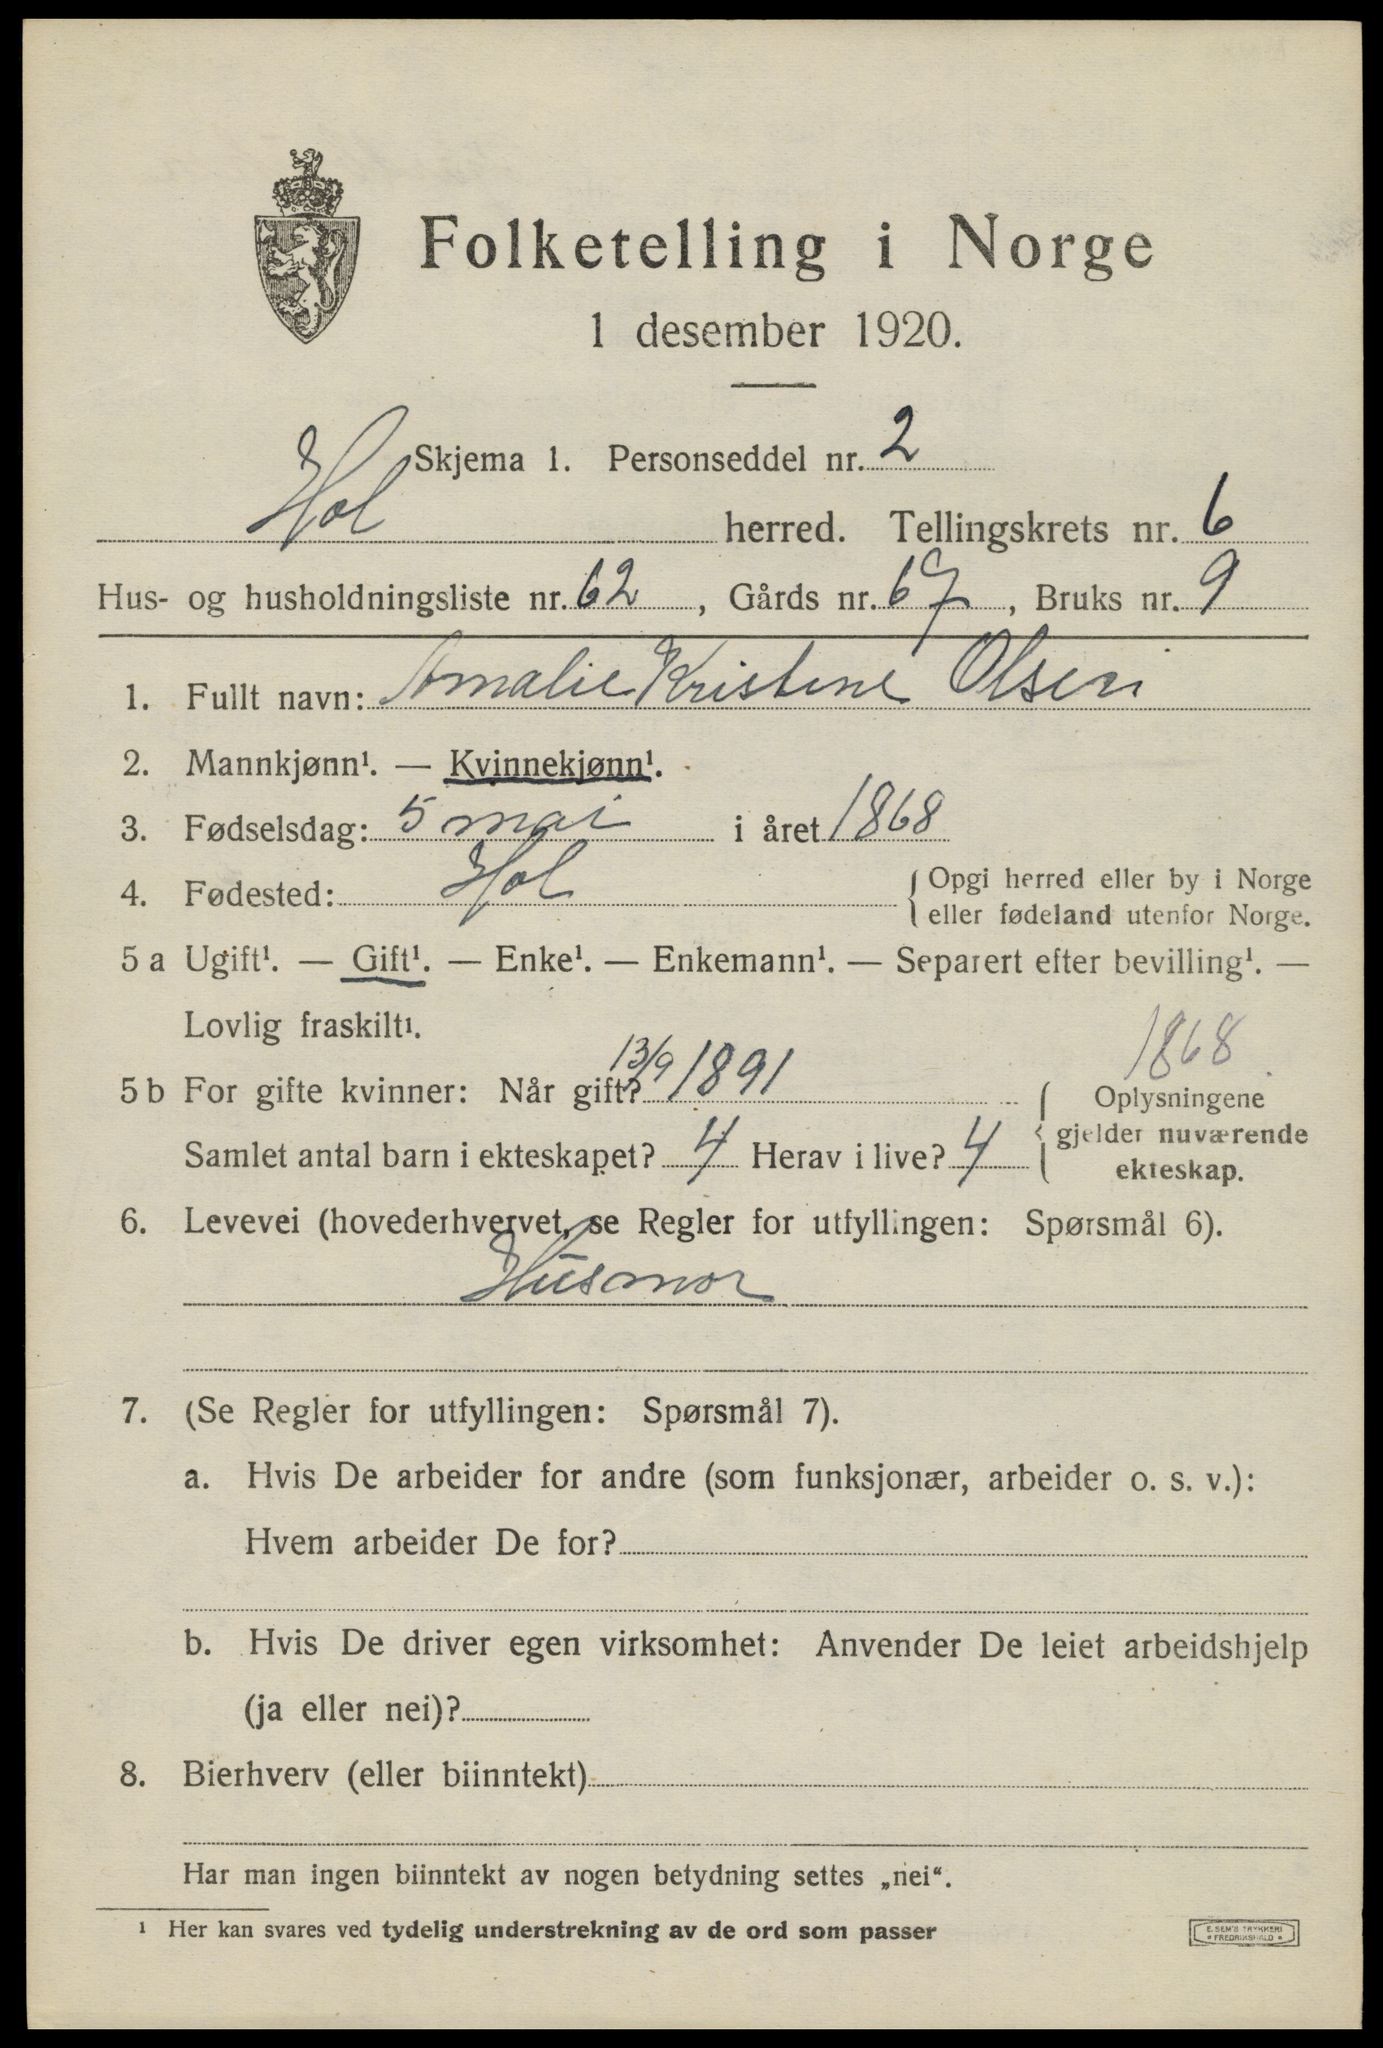 Folketelling i Norge
1 desember 1920.
Skjema 1. Personseddel nr. 2
Hol herred. Tellingskrets nr. 6
Hus- og husholdningsliste nr. 62, Gårds nr. 67, Bruks nr. 9
1. Fullt navn: Amalie Kristine Olsen
2. Mannkjønn¹. — Kvinnekjønn¹.
3. Fødselsdag: 5 mai i året 1868
4. Fødested: Hol { Opgi herred eller by i Norge
eller fødeland utenfor Norge.
5 a Ugift¹. — Gift¹. — Enke¹. — Enkemann¹. — Separert efter bevilling¹. —
Lovlig fraskilt¹.
1868
5 b For gifte kvinner: Når gift? 13/9 1891
Samlet antal barn i ekteskapet? 4 Herav i live? 4
{ Oplysningene
gjelder nuværende
ekteskap.
6. Levevei (hovederhvervet, se Regler for utfyllingen: Spørsmål 6).
Husmor
7. (Se Regler for utfyllingen: Spørsmål 7).
a. Hvis De arbeider for andre (som funksjonær, arbeider o. s. v.):
Hvem arbeider De for?
b. Hvis De driver egen virksomhet: Anvender De leiet arbeidshjelp
(ja eller nei)?
8. Bierhverv (eller biinntekt)
Har man ingen biinntekt av nogen betydning settes „nei“.
¹ Her kan svares ved tydelig understrekning av de ord som passer
E. SEM'S TRYKKERI
* FREDRIKSHALD *